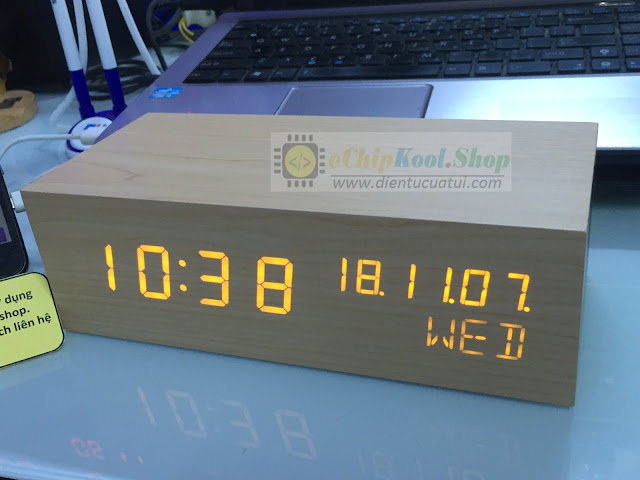 eChipKool.Shop
www.dientucuatui.com
10:38
18.11.07.
WED
dụng
shop.
ch liên hệ